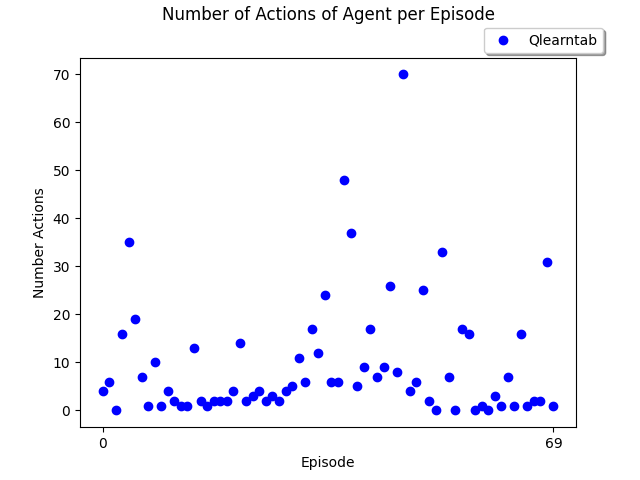 Number of Actions of Agent per Episode
Qlearntab
70
60
50
40
30
20
10
0
Number Actions
0 69
Episode